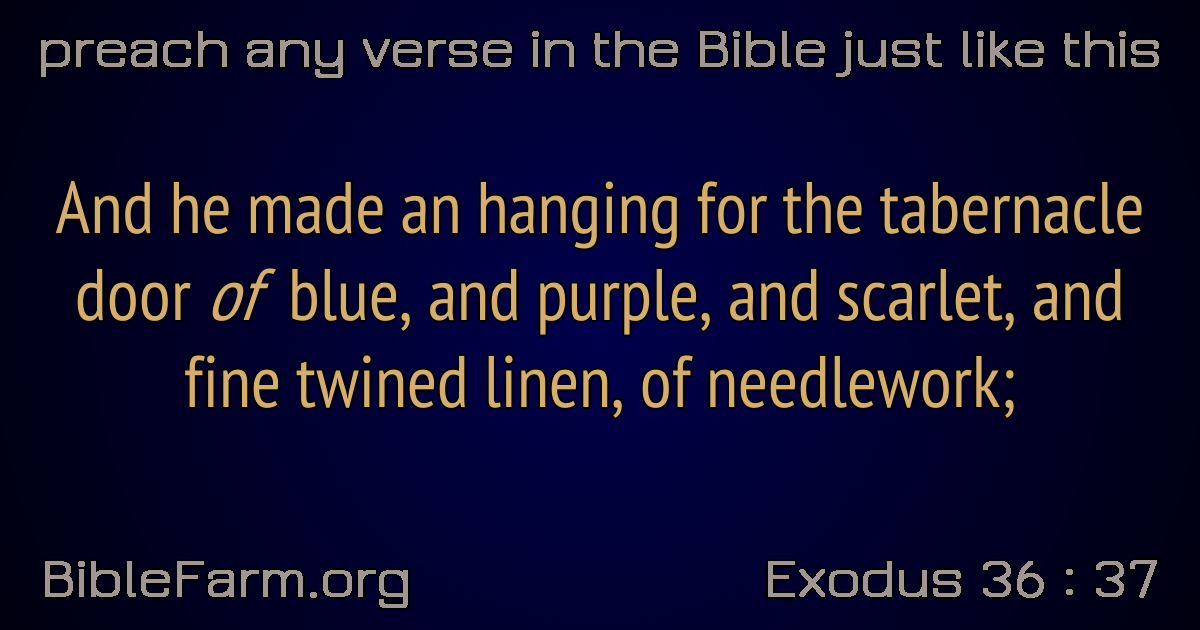 preach any verse in the Bible just like this
And he made an hanging for the tabernacle
door of blue, and purple, and scarlet, and
fine twined linen, of needlework;
BibleFarm.org
Exodus 36 : 37